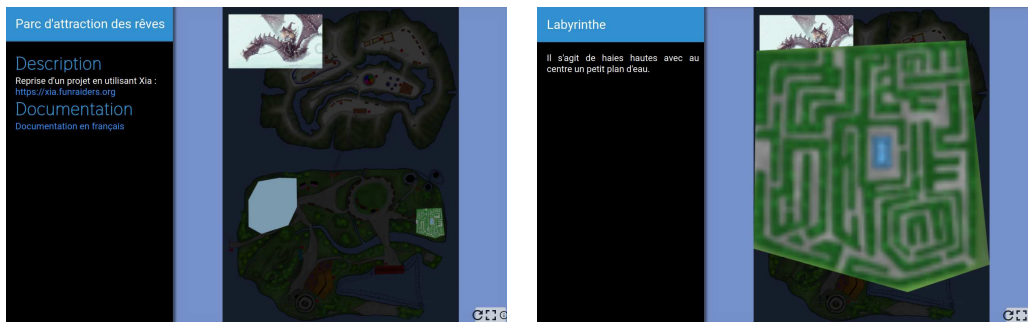 Parc d'attraction des rêves
Description
Reprise d'un projet en utilisant Xia :
https://xia.funraiders.org
Documentation
Documentation en français
Labyrinthe
Il s'agit de haies hautes avec au
centre un petit plan d'eau.